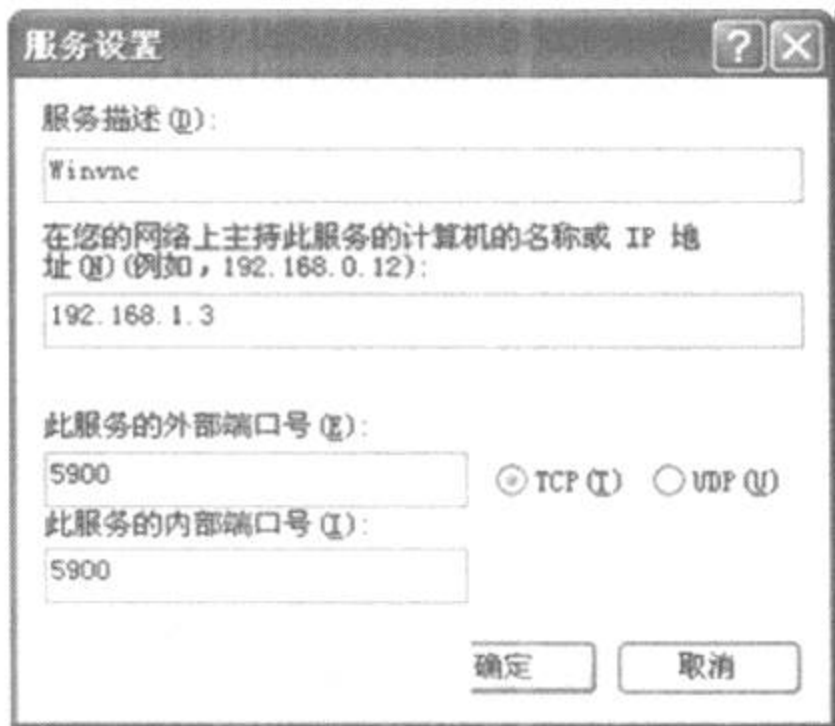 服务设置
服务描述(D):
Winvnc
在您的网络上主持此服务的计算机的名称或 IP 地
址(N)(例如,192.168.0.12):
192.168.1.3
此服务的外部端口号(E):
5900
TCP(T) UDP(U)
此服务的内部端口号(I):
5900
确定 取消